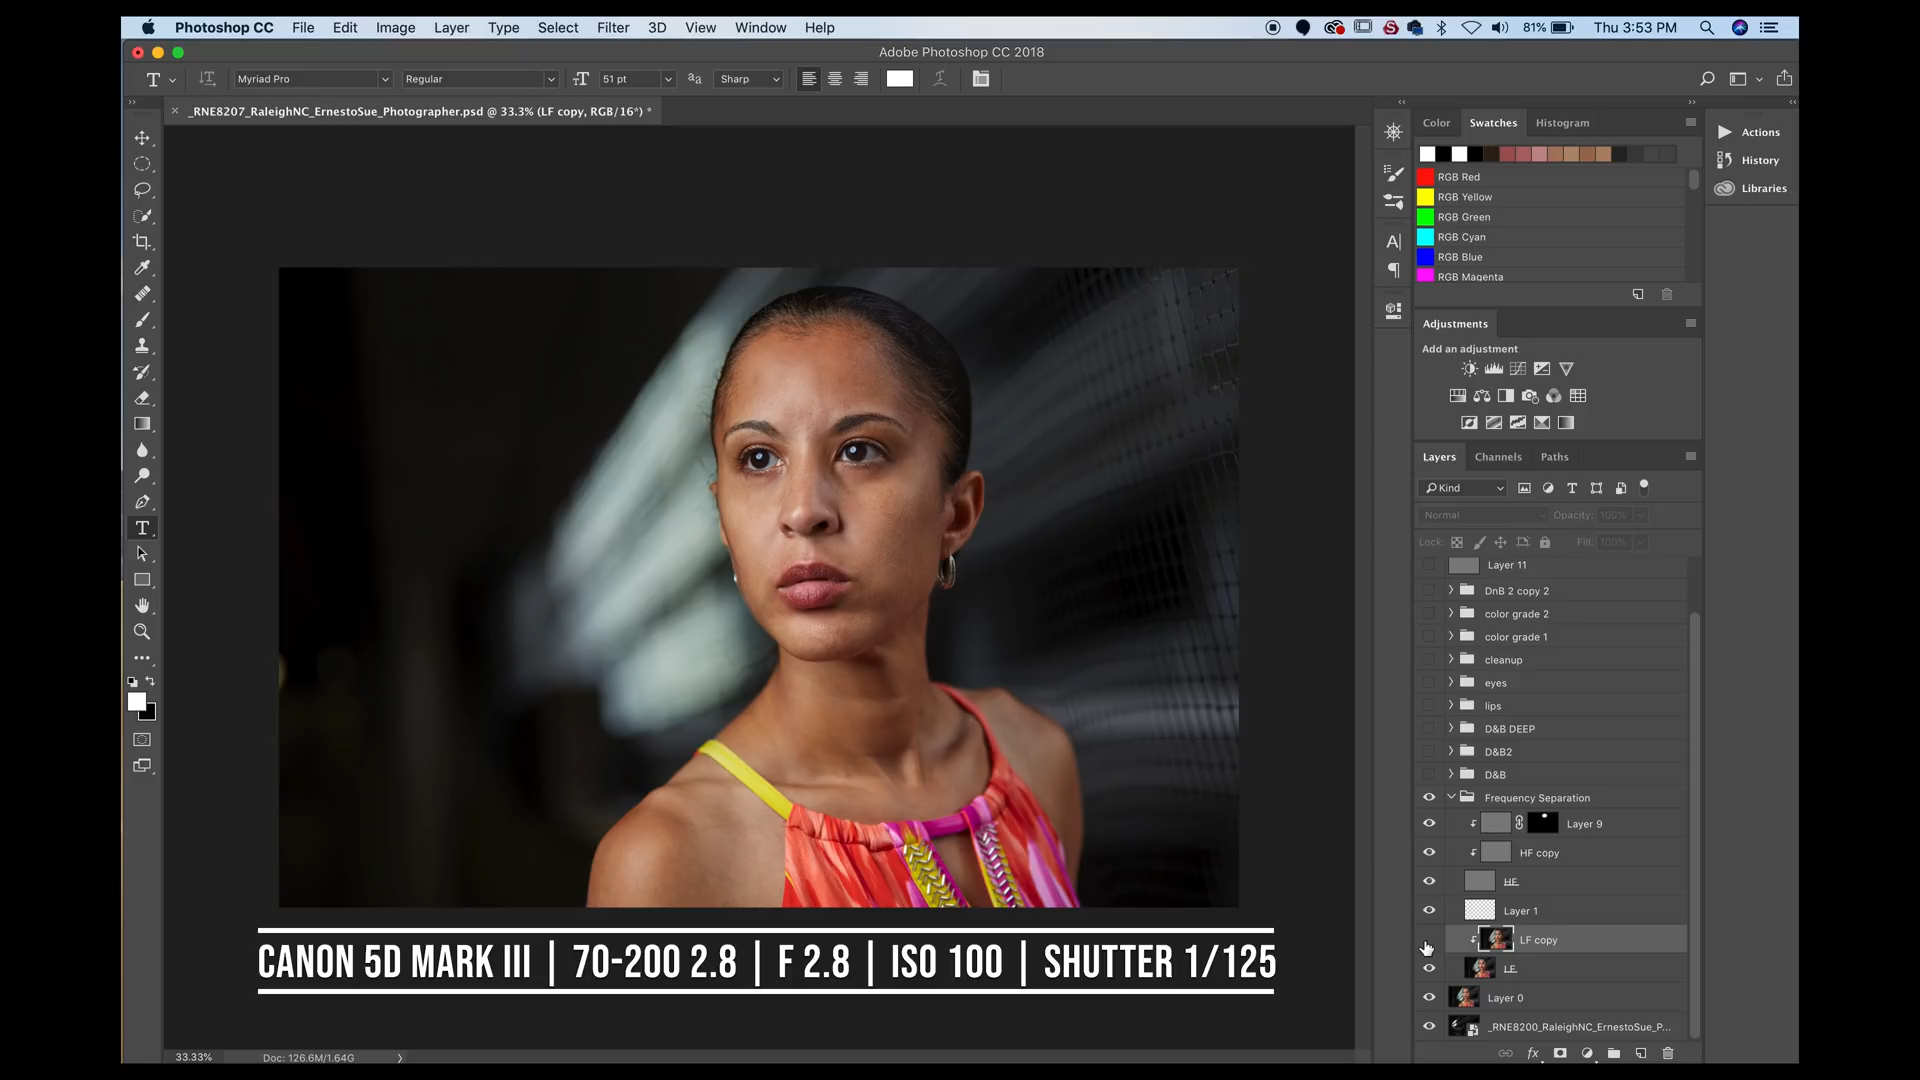 Photoshop CC File Edit Image Layer Type Select Filter 3D View Window Help 81% Thu 3:53 PM
Adobe Photoshop CC 2018
T Myriad Pro Regular 51 pt Sharp
_RNE8207_RaleighNC_ErnestoSue_Photographer.psd @ 33.3% (LF copy, RGB/16*) *
Color Swatches Histogram
Actions
History
Libraries
RGB Red
RGB Yellow
RGB Green
RGB Cyan
RGB Blue
RGB Magenta
Adjustments
Add an adjustment
Layers Channels Paths
Kind
Normal Opacity: 100%
Lock: Fill: 100%
Layer 11
DnB 2 copy 2
color grade 2
color grade 1
cleanup
eyes
lips
D&B DEEP
D&B2
D&B
Frequency Separation
Layer 9
HF copy
HF
Layer 1
LF copy
LF
Layer 0
_RNE8200_RaleighNC_ErnestoSue_P...
CANON 5D MARK III | 70-200 2.8 | F 2.8 | ISO 100 | SHUTTER 1/125
33.33% Doc: 126.6M/1.64G
fx